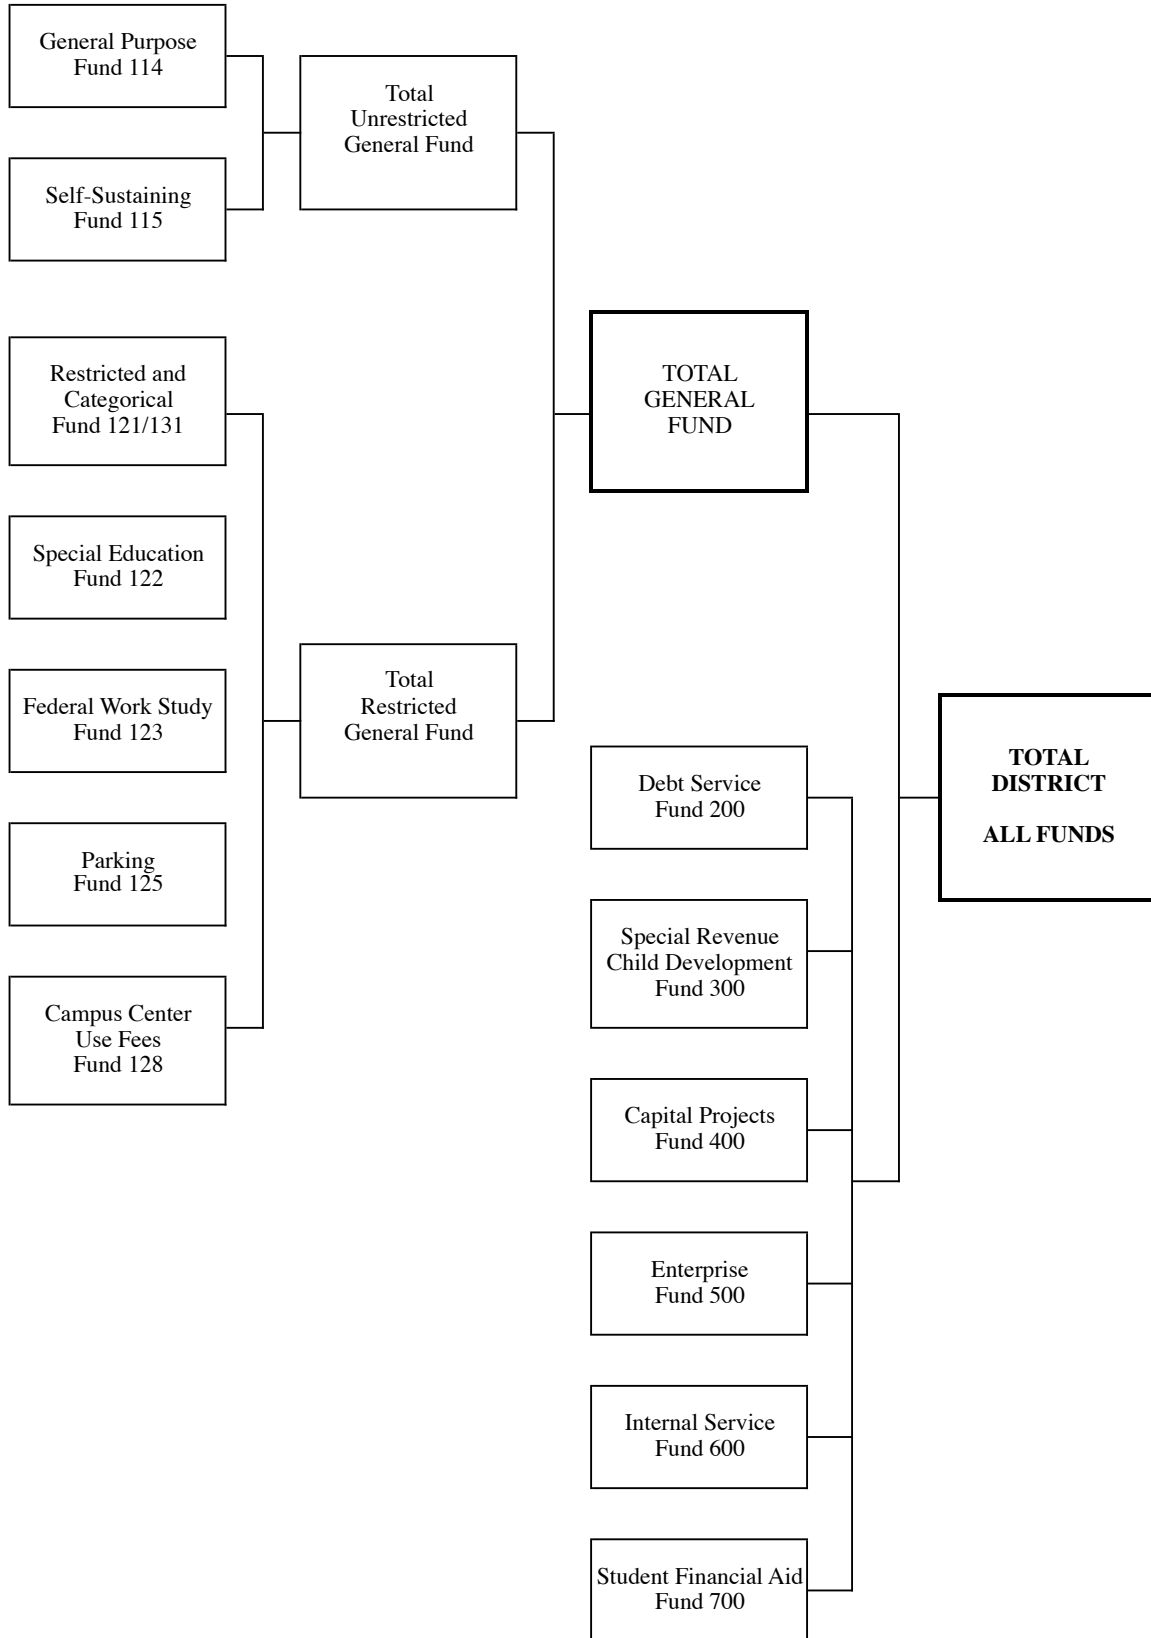 General Purpose
Fund 114
Total
Unrestricted
General Fund
Self-Sustaining
Fund 115
Restricted and
Categorical
Fund 121/131
TOTAL
GENERAL
FUND
Special Education
Fund 122
Federal Work Study
Fund 123
Total
Restricted
General Fund
Parking
Fund 125
Campus Center
Use Fees
Fund 128
Debt Service
Fund 200
TOTAL
DISTRICT
ALL FUNDS
Special Revenue
Child Development
Fund 300
Capital Projects
Fund 400
Enterprise
Fund 500
Internal Service
Fund 600
Student Financial Aid
Fund 700